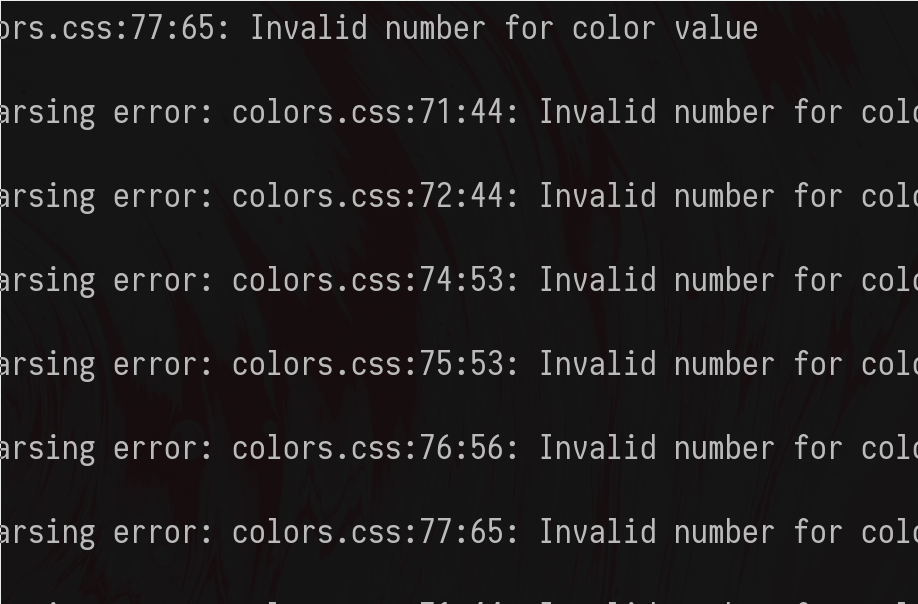 ors.css:77:65: Invalid number for color value
arsing error: colors.css:71:44: Invalid number for colo
arsing error: colors.css:72:44: Invalid number for colo
arsing error: colors.css:74:53: Invalid number for colo
arsing error: colors.css:75:53: Invalid number for colo
arsing error: colors.css:76:56: Invalid number for colo
arsing error: colors.css:77:65: Invalid number for colo